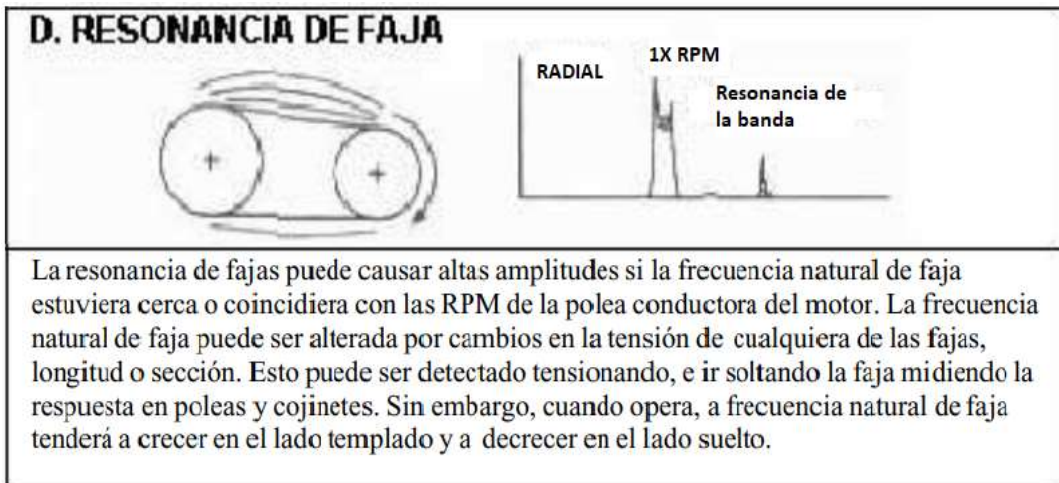 D. RESONANCIA DE FAJA
RADIAL
1X RPM
Resonancia de
la banda
La resonancia de fajas puede causar altas amplitudes si la frecuencia natural de faja
estuviera cerca o coincidiera con las RPM de la polea conductora del motor. La frecuencia
natural de faja puede ser alterada por cambios en la tensión de cualquiera de las fajas,
longitud o sección. Esto puede ser detectado tensionando, e ir soltando la faja midiendo la
respuesta en poleas y cojinetes. Sin embargo, cuando opera, a frecuencia natural de faja
tenderá a crecer en el lado templado y a decrecer en el lado suelto.